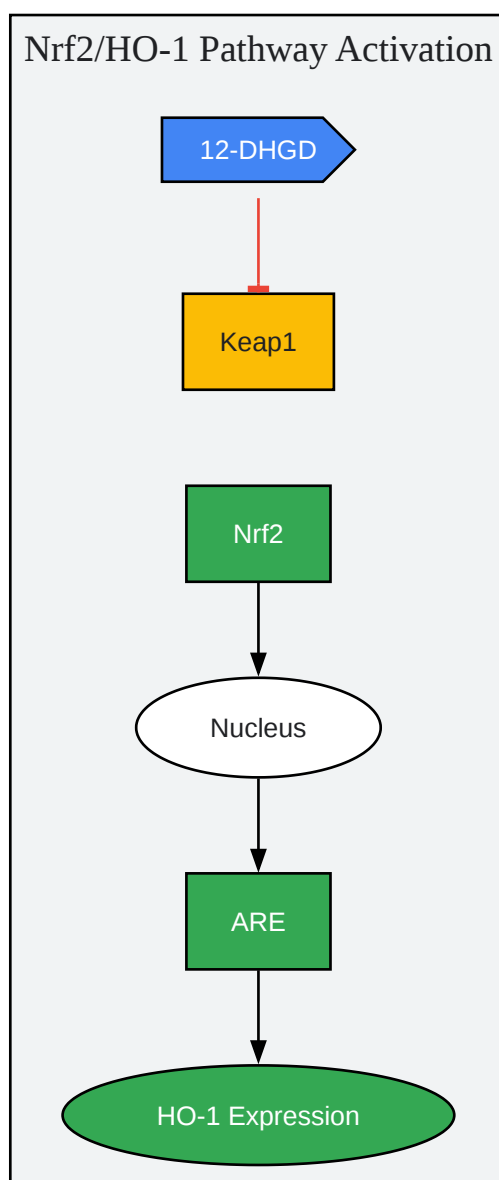 Nrf2/HO-1 Pathway Activation
12-DHGD
Keap1
Nrf2
Nucleus
ARE
HO-1 Expression